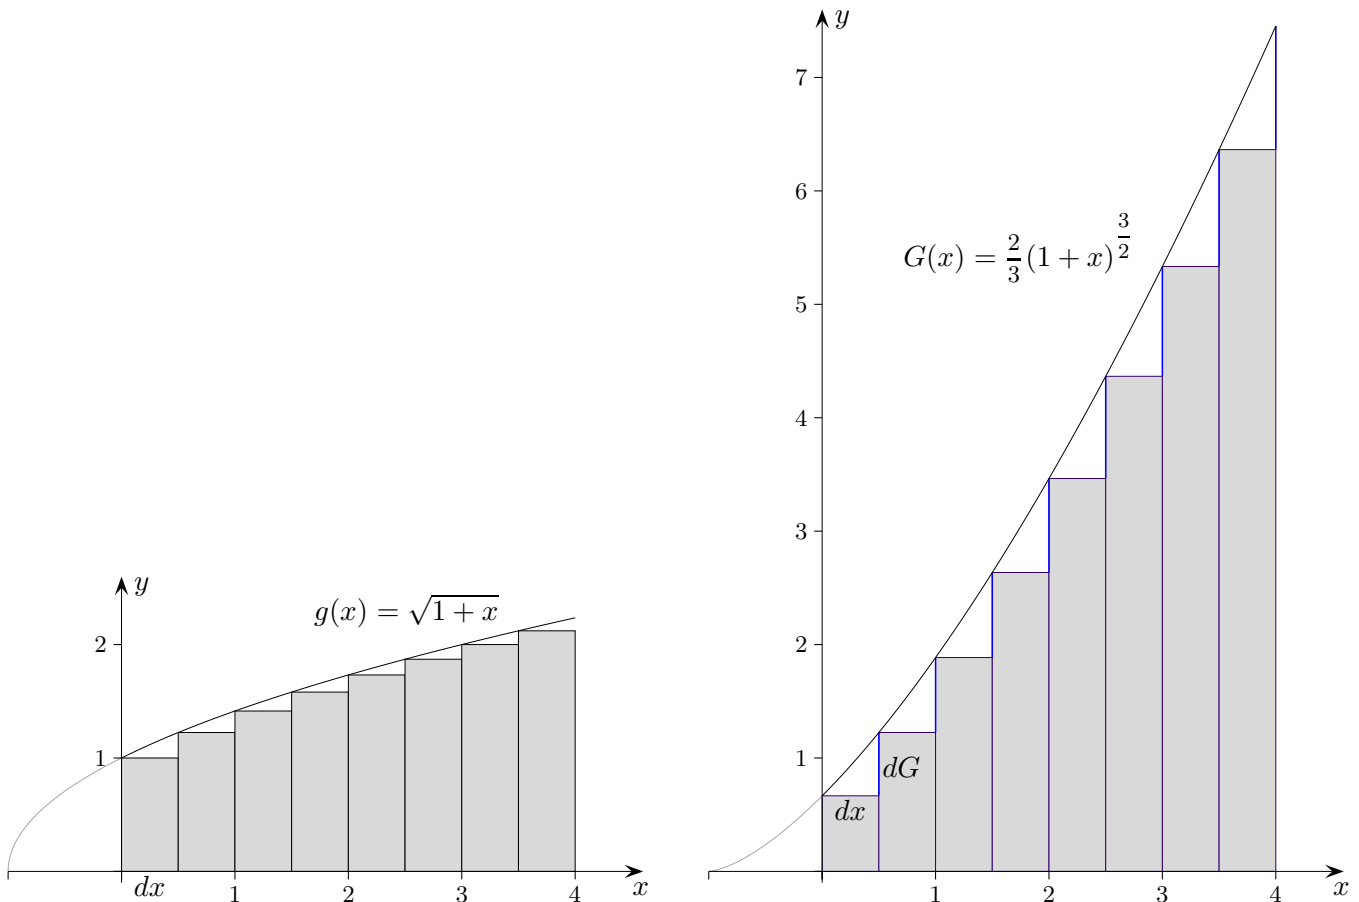 y
g(x) = √(1 + x)
2
1
dx
1
2
3
4
x
y
7
6
G(x) = 2/3 (1 + x)^(3/2)
5
4
3
2
1
dG
dx
1
2
3
4
x